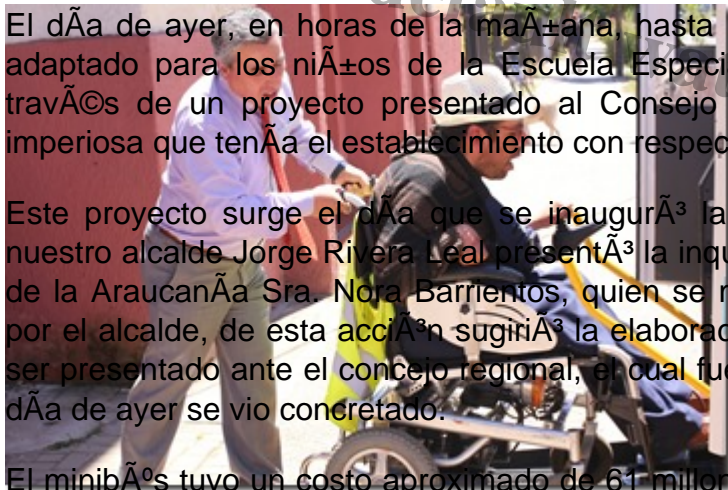 El dÃa de ayer, en horas de la maÃ±ana, hasta
adaptado para los niÃ±os de la Escuela Especi
travÃ©s de un proyecto presentado al Consejo
imperiosa que tenÃa el establecimiento con respec
Este proyecto surge el dÃa que se inaugurÃ³ la
nuestro alcalde Jorge Rivera Leal presentÃ³ la inqu
de la AraucanÃa Sra. Nora Barrientos, quien se
por el alcalde, de esta acciÃ³n sugiriÃ³ la elaborac
ser presentado ante el concejo regional, el cual fue
dÃa de ayer se vio concretado.
El minibÃºs tuvo un costo aproximado de 61 millon